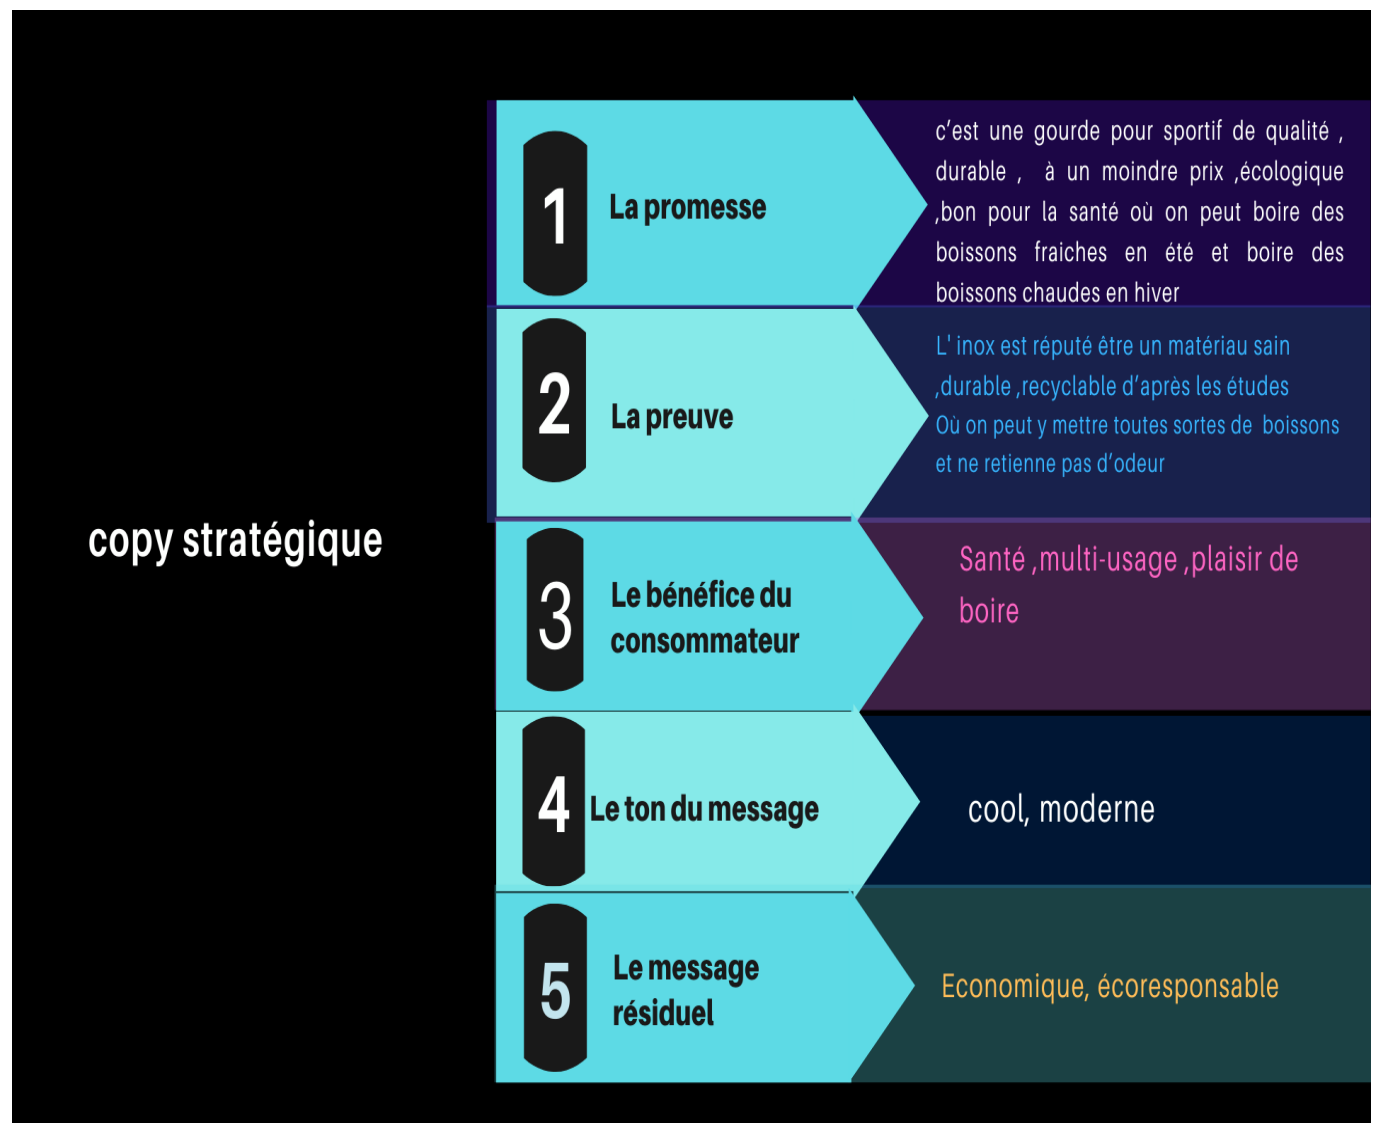 copy stratégique
1
La promesse
c’est une gourde pour sportif de qualité ,
durable , à un moindre prix ,écologique
,bon pour la santé où on peut boire des
boissons fraiches en été et boire des
boissons chaudes en hiver
2
La preuve
L' inox est réputé être un matériau sain
,durable ,recyclable d’après les études
Où on peut y mettre toutes sortes de boissons
et ne retienne pas d’odeur
3
Le bénéfice du
consommateur
Santé ,multi-usage ,plaisir de
boire
4
Le ton du message
cool, moderne
5
Le message
résiduel
Economique, écoresponsable